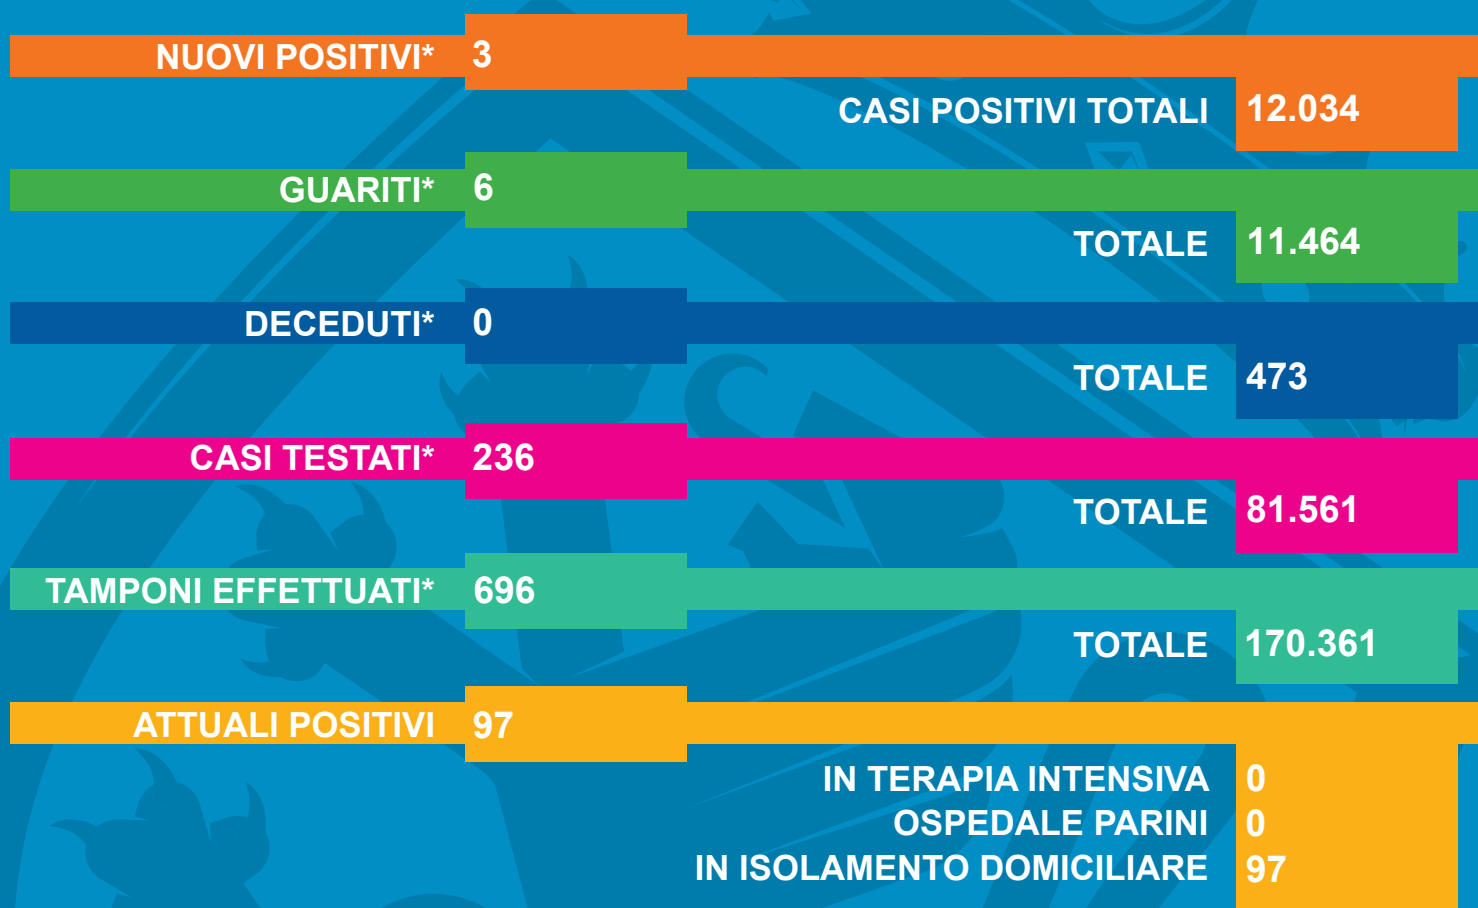 NUOVI POSITIVI* 3
CASI POSITIVI TOTALI 12.034
GUARITI* 6
TOTALE 11.464
DECEDUTI* 0
TOTALE 473
CASI TESTATI* 236
TOTALE 81.561
TAMPONI EFFETTUATI* 696
TOTALE 170.361
ATTUALI POSITIVI 97
IN TERAPIA INTENSIVA 0
OSPEDALE PARINI 0
IN ISOLAMENTO DOMICILIARE 97